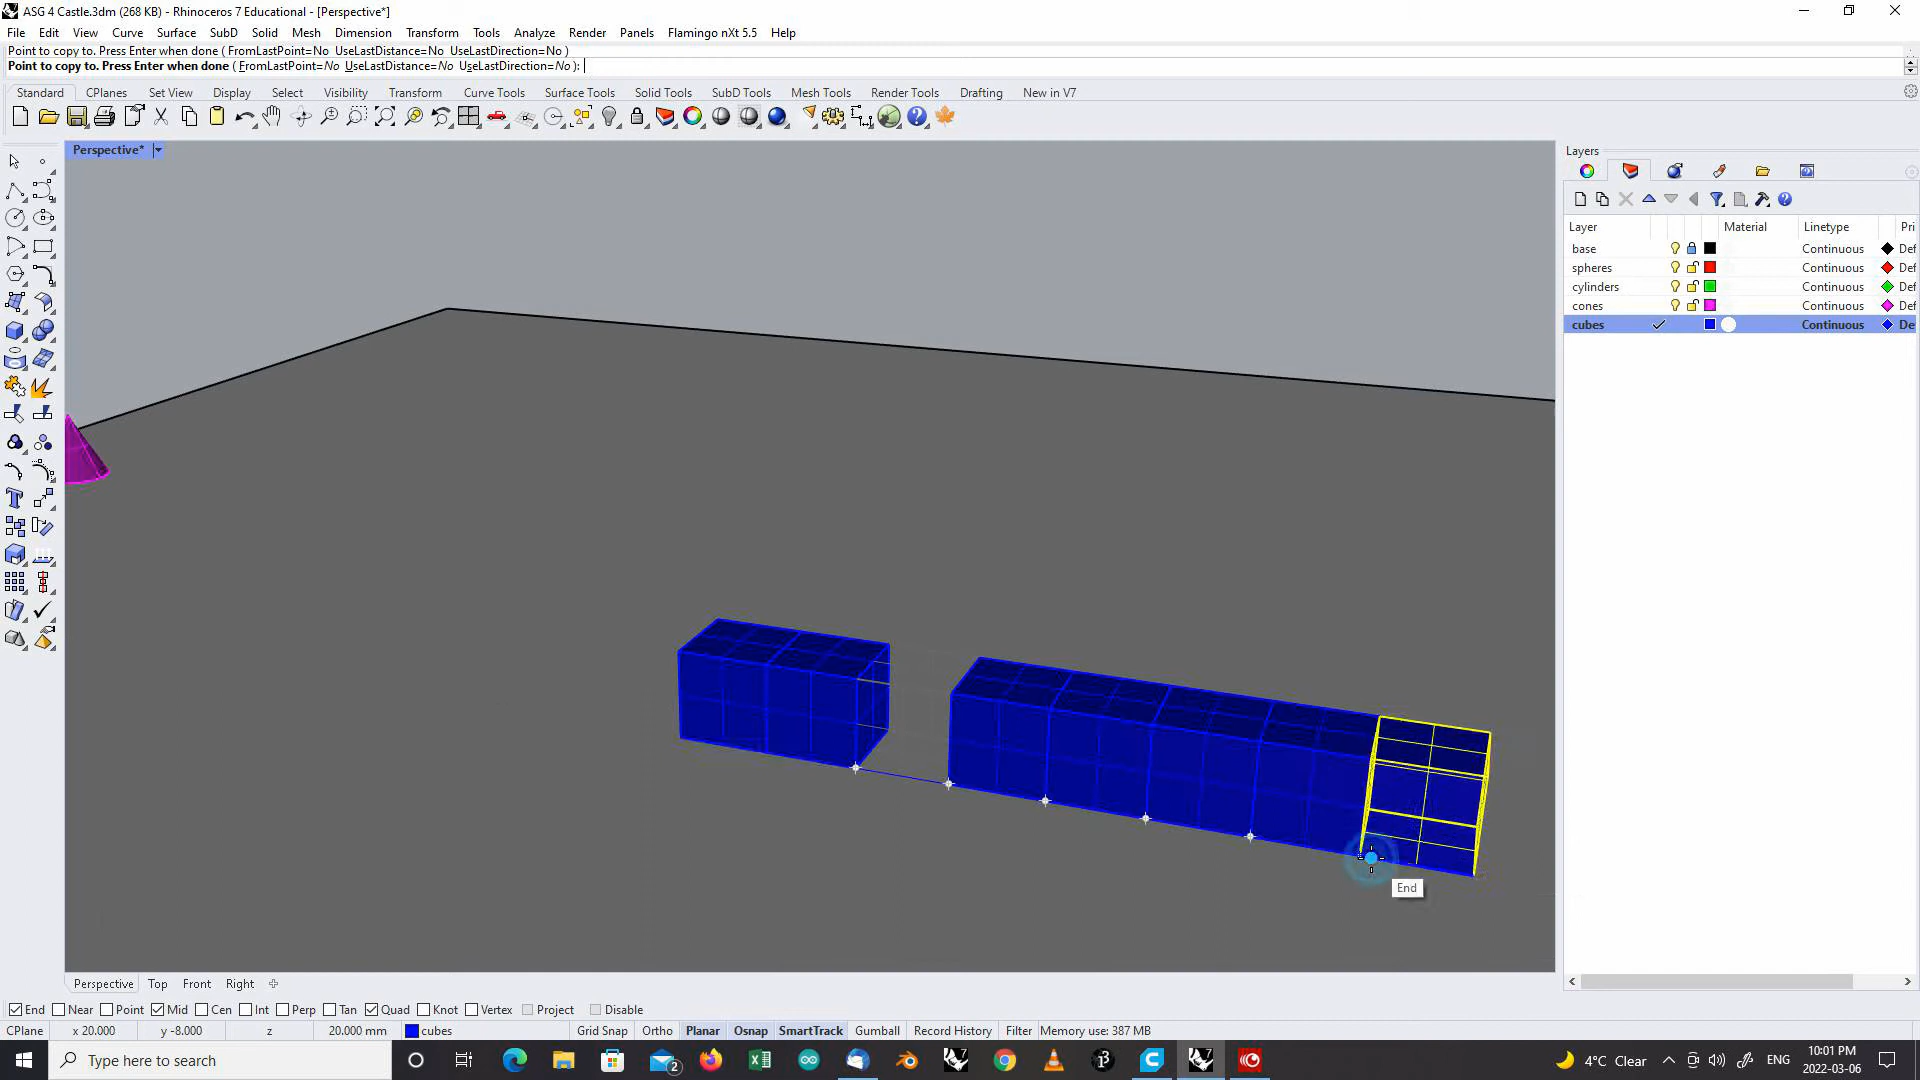 ASG 4 Castle.3dm (268 KB) - Rhinoceros 7 Educational - [Perspective*]
File Edit View Curve Surface SubD Solid Mesh Dimension Transform Tools Analyze Render Panels Flamingo nXt 5.5 Help
Point to copy to. Press Enter when done ( FromLastPoint=No UseLastDistance=No UseLastDirection=No )
Point to copy to. Press Enter when done ( FromLastPoint=No UseLastDistance=No UseLastDirection=No ):
Standard CPlanes Set View Display Select Visibility Transform Curve Tools Surface Tools Solid Tools SubD Tools Mesh Tools Render Tools Drafting New in V7
Perspective*
Layers
Layer Material Linetype Pri
base Continuous Def
spheres Continuous Def
cylinders Continuous Def
cones Continuous Def
cubes Continuous De
End
Perspective Top Front Right
End Near Point Mid Cen Int Perp Tan Quad Knot Vertex Project Disable
CPlane x 20.000 y -8.000 z 20.000 mm cubes Grid Snap Ortho Planar Osnap SmartTrack Gumball Record History Filter Memory use: 387 MB
Type here to search
2
4°C Clear
ENG
10:01 PM
2022-03-06